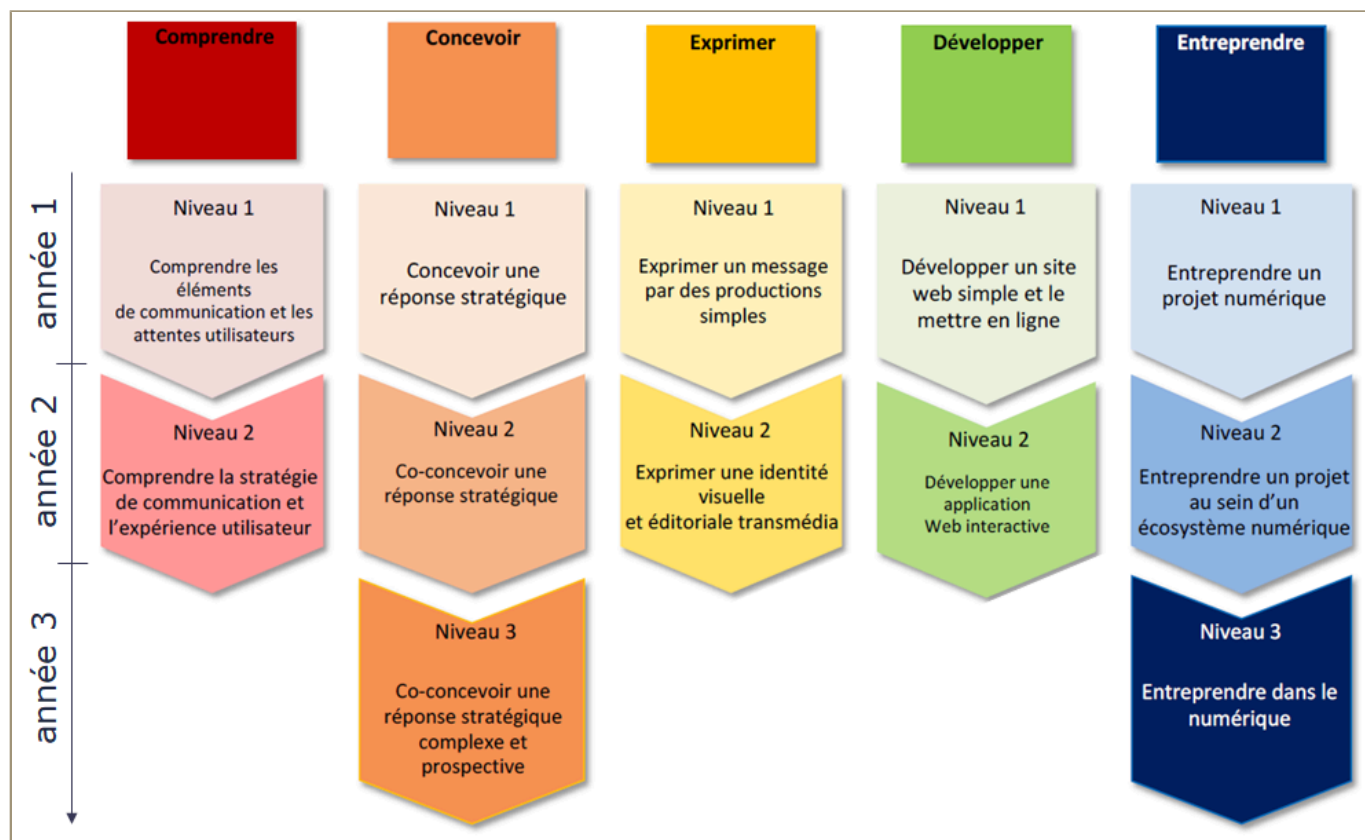 Comprendre
Concevoir
Exprimer
Développer
Entreprendre
année 1
Niveau 1
Comprendre les
éléments
de communication et les
attentes utilisateurs
Niveau 1
Concevoir une
réponse stratégique
Niveau 1
Exprimer un message
par des productions
simples
Niveau 1
Développer un site
web simple et le
mettre en ligne
Niveau 1
Entreprendre un
projet numérique
année 2
Niveau 2
Comprendre la stratégie
de communication et
l’expérience utilisateur
Niveau 2
Co-concevoir une
réponse stratégique
Niveau 2
Exprimer une identité
visuelle
et éditoriale transmédia
Niveau 2
Développer une
application
Web interactive
Niveau 2
Entreprendre un projet
au sein d’un
écosystème numérique
année 3
Niveau 3
Co-concevoir une
réponse stratégique
complexe et
prospective
Niveau 3
Entreprendre dans le
numérique